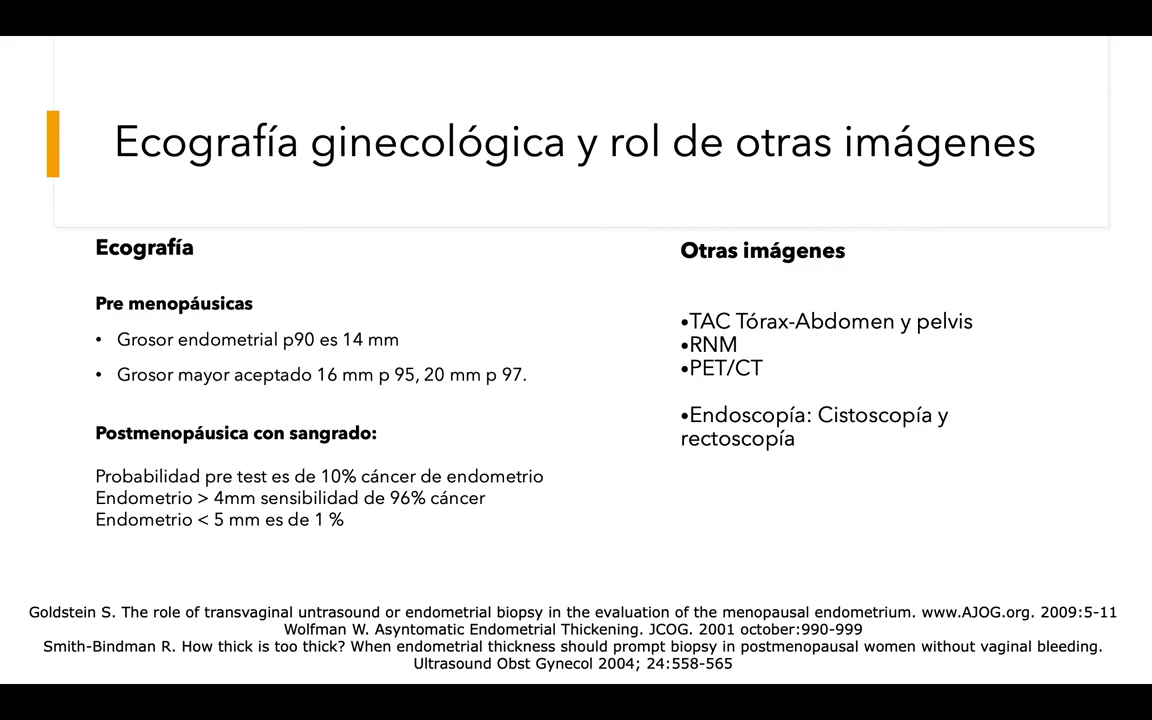 Ecografía ginecológica y rol de otras imágenes
Ecografía
Pre menopáusicas
• Grosor endometrial p90 es 14 mm
• Grosor mayor aceptado 16 mm p 95, 20 mm p 97.
Postmenopáusica con sangrado:
Probabilidad pre test es de 10% cáncer de endometrio
Endometrio > 4mm sensibilidad de 96% cáncer
Endometrio < 5 mm es de 1 %
Otras imágenes
•TAC Tórax-Abdomen y pelvis
•RNM
•PET/CT
•Endoscopía: Cistoscopía y
rectoscopía
Goldstein S. The role of transvaginal untrasound or endometrial biopsy in the evaluation of the menopausal endometrium. www.AJOG.org. 2009:5-11
Wolfman W. Asyntomatic Endometrial Thickening. JCOG. 2001 october:990-999
Smith-Bindman R. How thick is too thick? When endometrial thickness should prompt biopsy in postmenopausal women without vaginal bleeding.
Ultrasound Obst Gynecol 2004; 24:558-565